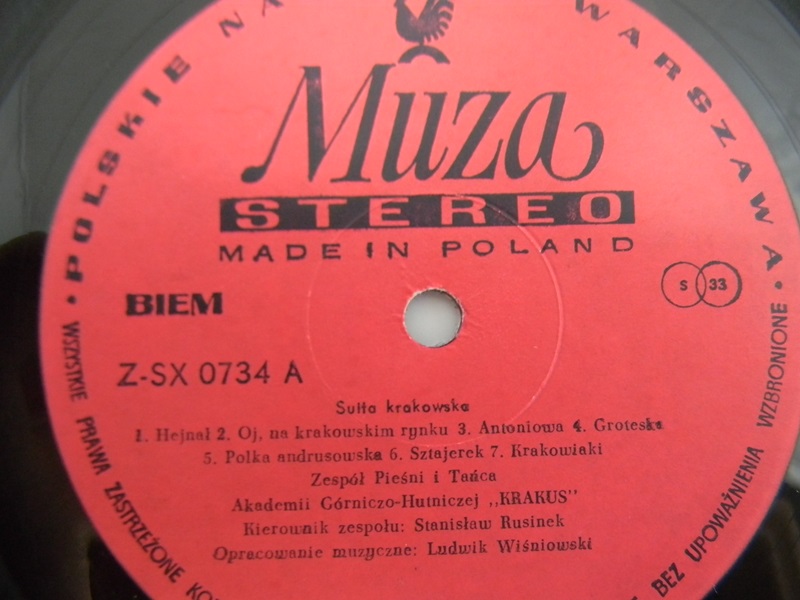 POLSKIE NA WARSZAWA
Muza
STEREO
MADE IN POLAND
BIEM
S 33
Z-SX 0734 A
Suita krakowska
1. Hejnał 2. Oj, na krakowskim rynku 3. Antoniowa 4. Groteska
5. Polka andrusowska 6. Sztajerek 7. Krakowiaki
Zespół Pieśni i Tańca
Akademii Górniczo-Hutniczej „KRAKUS”
Kierownik zespołu: Stanisław Rusinek
Opracowanie muzyczne: Ludwik Wiśniowski
WSZYSTKIE PRAWA ZASTRZEŻONE KO
BEZ UPOWAŻNIENIA WZBRONIONE